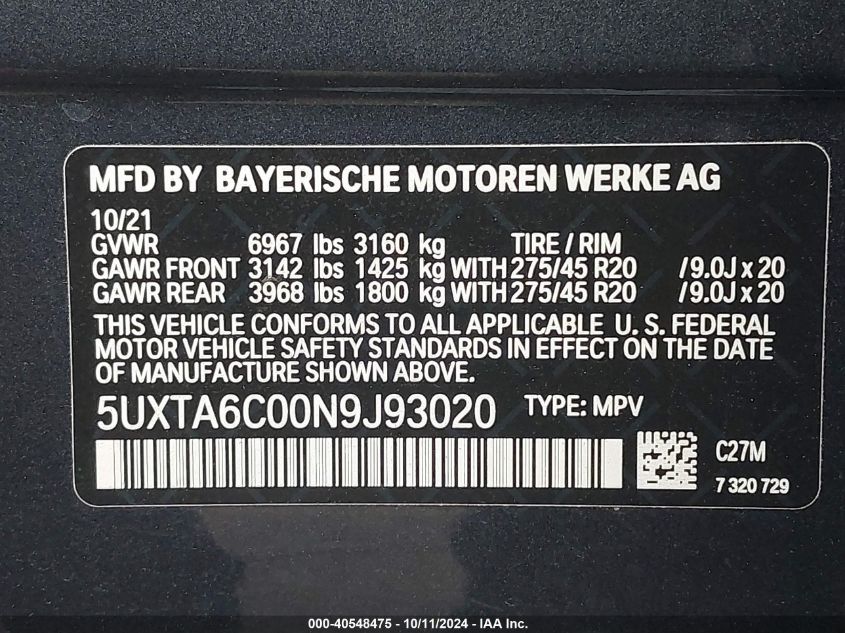 MFD BY BAYERISCHE MOTOREN WERKE AG
10/21
GVWR 6967 lbs 3160 kg TIRE / RIM
GAWR FRONT 3142 lbs 1425 kg WITH 275/45 R20 / 9.0J x 20
GAWR REAR 3968 lbs 1800 kg WITH 275/45 R20 / 9.0J x 20
THIS VEHICLE CONFORMS TO ALL APPLICABLE U. S. FEDERAL
MOTOR VEHICLE SAFETY STANDARDS IN EFFECT ON THE DATE
OF MANUFACTURE SHOWN ABOVE.
5UXTA6C00N9J93020 TYPE: MPV
C27M
7 320 729
000-40548475 - 10/11/2024 - IAA Inc.